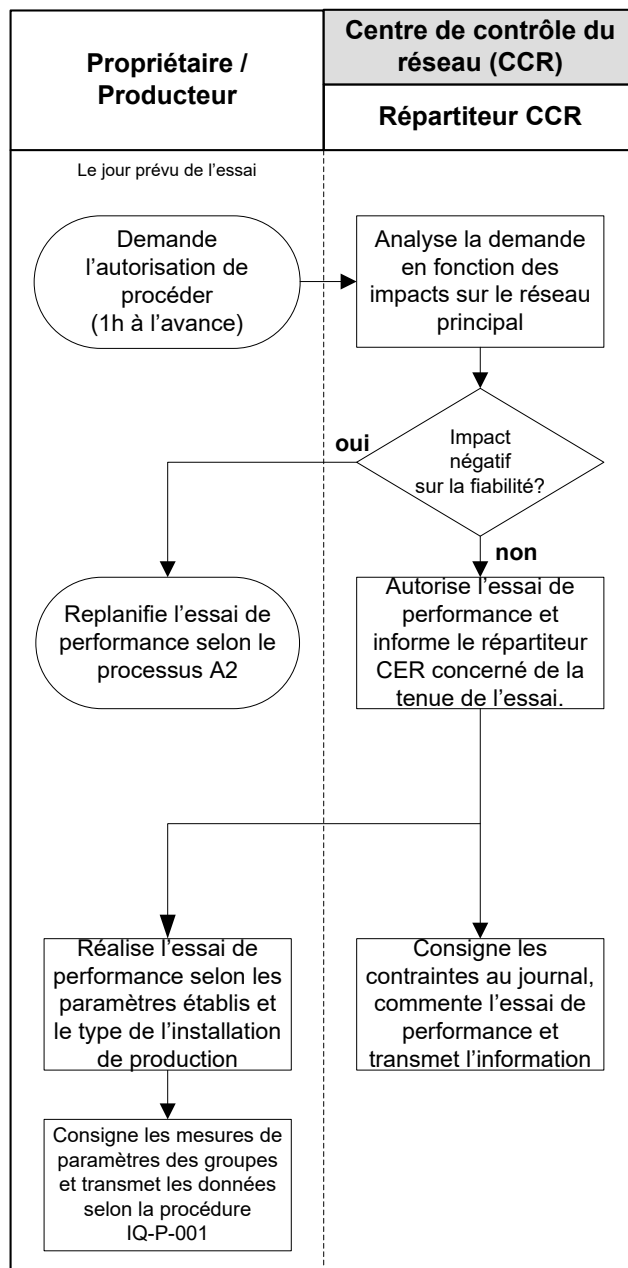 Propriétaire /
Producteur
Centre de contrôle du
réseau (CCR)
Répartiteur CCR
Le jour prévu de l'essai
Demande
l'autorisation de
procéder
(1h à l'avance)
Analyse la demande
en fonction des
impacts sur le réseau
principal
Impact
négatif
sur la fiabilité?
oui
non
Replanifie l'essai de
performance selon le
processus A2
Autorise l'essai de
performance et
informe le répartiteur
CER concerné de la
tenue de l'essai.
Réalise l'essai de
performance selon les
paramètres établis et
le type de l'installation
de production
Consigne les
contraintes au journal,
commente l'essai de
performance et
transmet l'information
Consigne les mesures de
paramètres des groupes
et transmet les données
selon la procédure
IQ-P-001